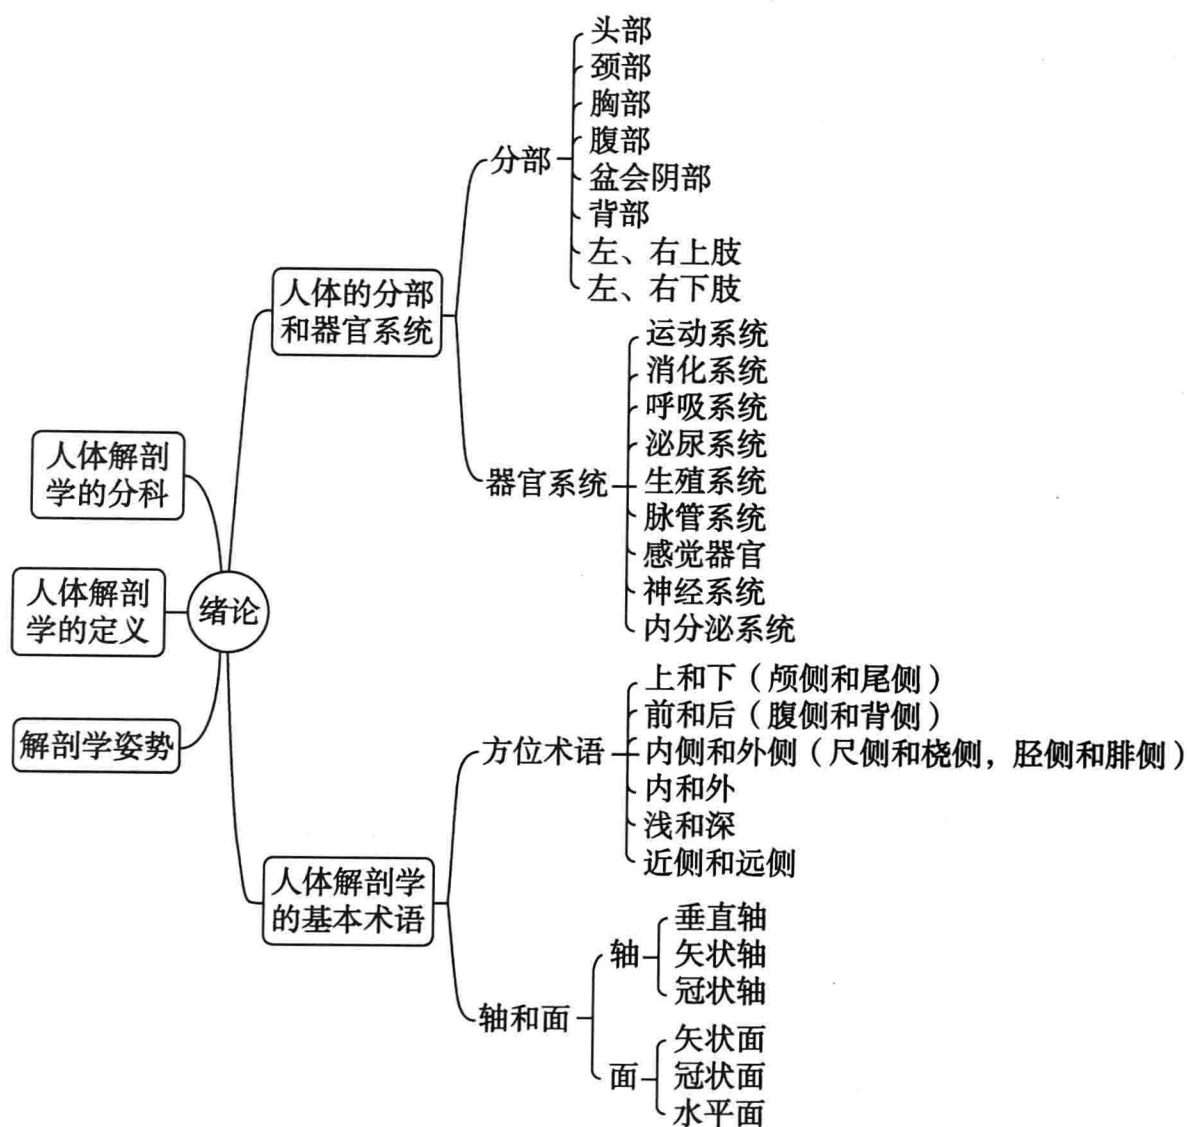 头部
颈部
胸部
腹部
盆会阴部
背部
左、右上肢
左、右下肢
分部
人体的分部
和器官系统
运动系统
消化系统
呼吸系统
泌尿系统
生殖系统
脉管系统
感觉器官
神经系统
内分泌系统
器官系统
人体解剖
学的分科
人体解剖
学的定义
绪论
解剖学姿势
上和下（颅侧和尾侧）
前和后（腹侧和背侧）
内侧和外侧（尺侧和桡侧，胫侧和腓侧）
内和外
浅和深
近侧和远侧
方位术语
人体解剖学
的基本术语
垂直轴
矢状轴
冠状轴
轴
轴和面
矢状面
冠状面
水平面
面